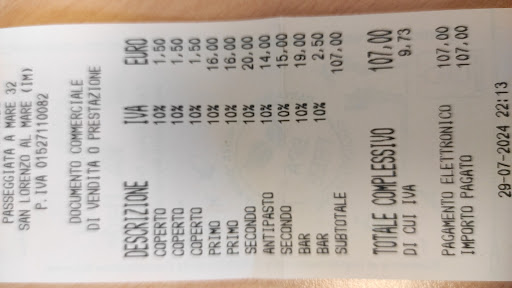 PASSEGGIATA A MARE 32
SAN LORENZO AL MARE (IM)
P.IVA 01527110082
DOCUMENTO COMMERCIALE
DI VENDITA O PRESTAZIONE
DESCRIZIONE IVA EURO
COPERTO 10% 1,50
COPERTO 10% 1,50
COPERTO 10% 1,50
PRIMO 10% 16,00
PRIMO 10% 16,00
SECONDO 10% 20,00
ANTIPASTO 10% 14,00
SECONDO 10% 15,00
BAR 10% 19,00
BAR 10% 2,50
SUBTOTALE 107,00
TOTALE COMPLESSIVO 107,00
DI CUI IVA 9,73
PAGAMENTO ELETTRONICO 107,00
IMPORTO PAGATO 107,00
29-07-2024 22:13